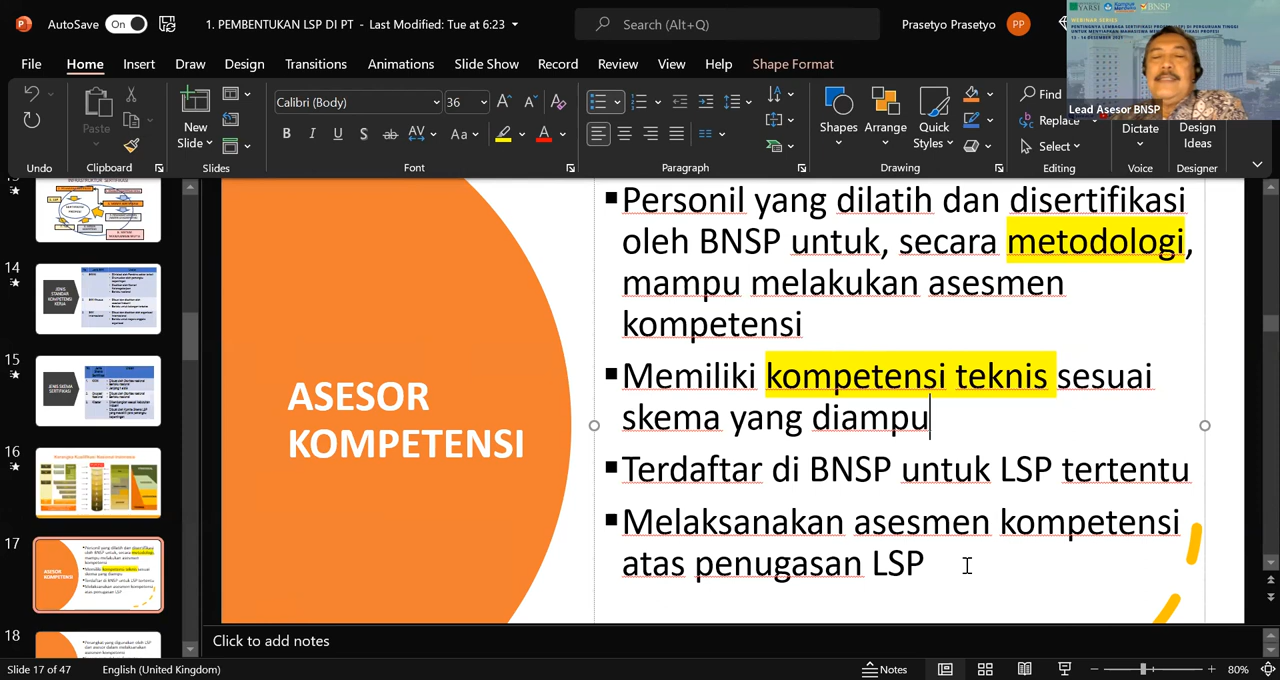 AutoSave On 1. PEMBENTUKAN LSP DI PT - Last Modified: Tue at 6:23 Search (Alt+Q) Prasetyo Prasetyo PP
YARSI BNSP
WEBINAR SERIES
Lead Asesor BNSP
File Home Insert Draw Design Transitions Animations Slide Show Record Review View Help Shape Format
Paste New Slide Calibri (Body) 36 Shapes Arrange Quick Styles Find Replace Select Dictate Design Ideas
Undo Clipboard Slides Font Paragraph Drawing Editing Voice Designer
14
15
16
17
18
ASESOR
KOMPETENSI
Personil yang dilatih dan disertifikasi
oleh BNSP untuk, secara metodologi,
mampu melakukan asesmen
kompetensi
Memiliki kompetensi teknis sesuai
skema yang diampu
Terdaftar di BNSP untuk LSP tertentu
Melaksanakan asesmen kompetensi
atas penugasan LSP
Click to add notes
Slide 17 of 47 English (United Kingdom) Notes 80%